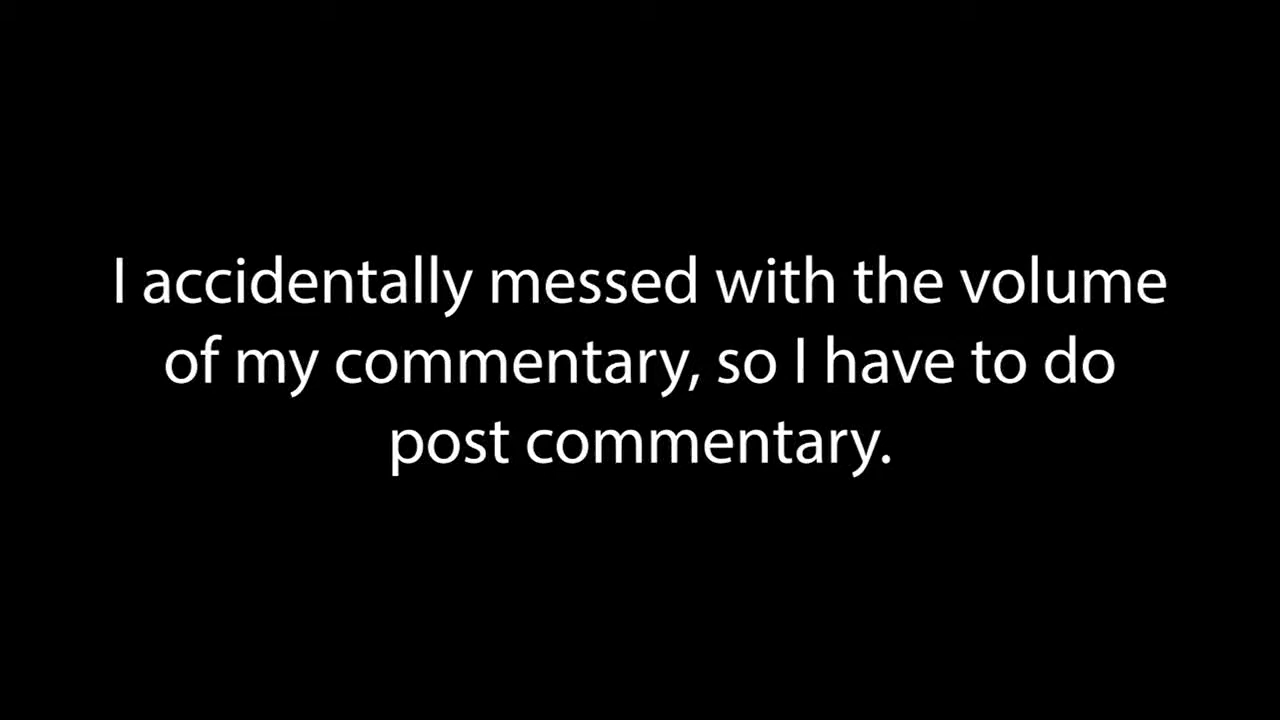 I accidentally messed with the volume
of my commentary, so I have to do
post commentary.